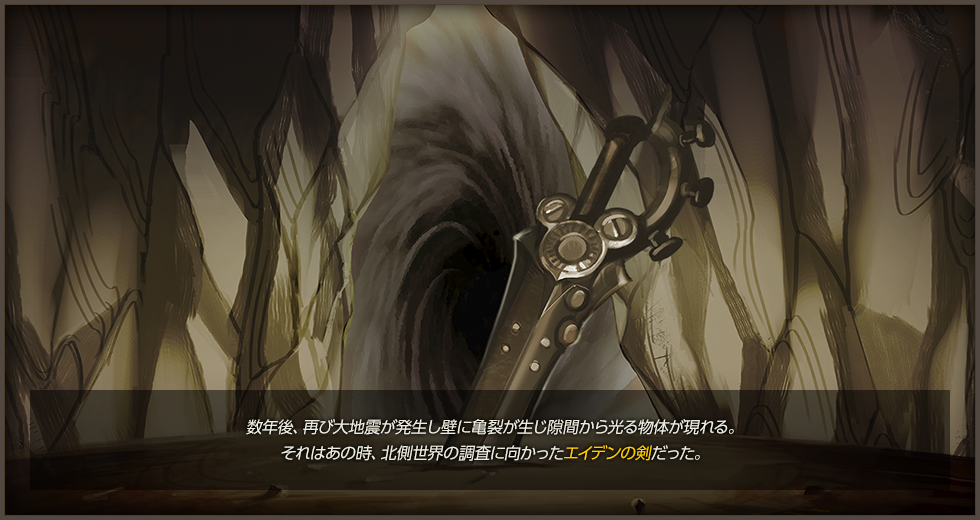 数年後、再び大地震が発生し壁に亀裂が生じ隙間から光る物体が現れる。
それはあの時、北側世界の調査に向かったエイデンの剣だった。